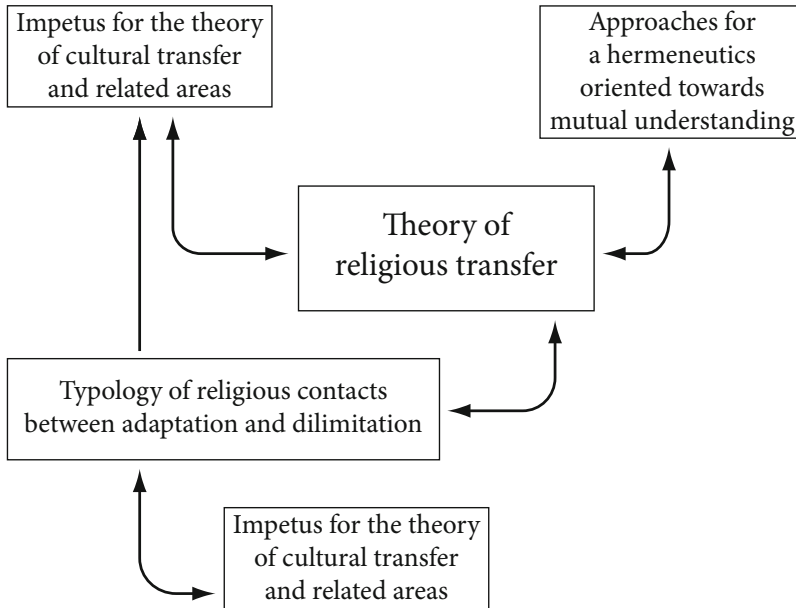 Impetus for the theory
of cultural transfer
and related areas
Approaches for
a hermeneutics
oriented towards
mutual understanding
Theory of
religious transfer
Typology of religious contacts
between adaptation and dilimitation
Impetus for the theory
of cultural transfer
and related areas